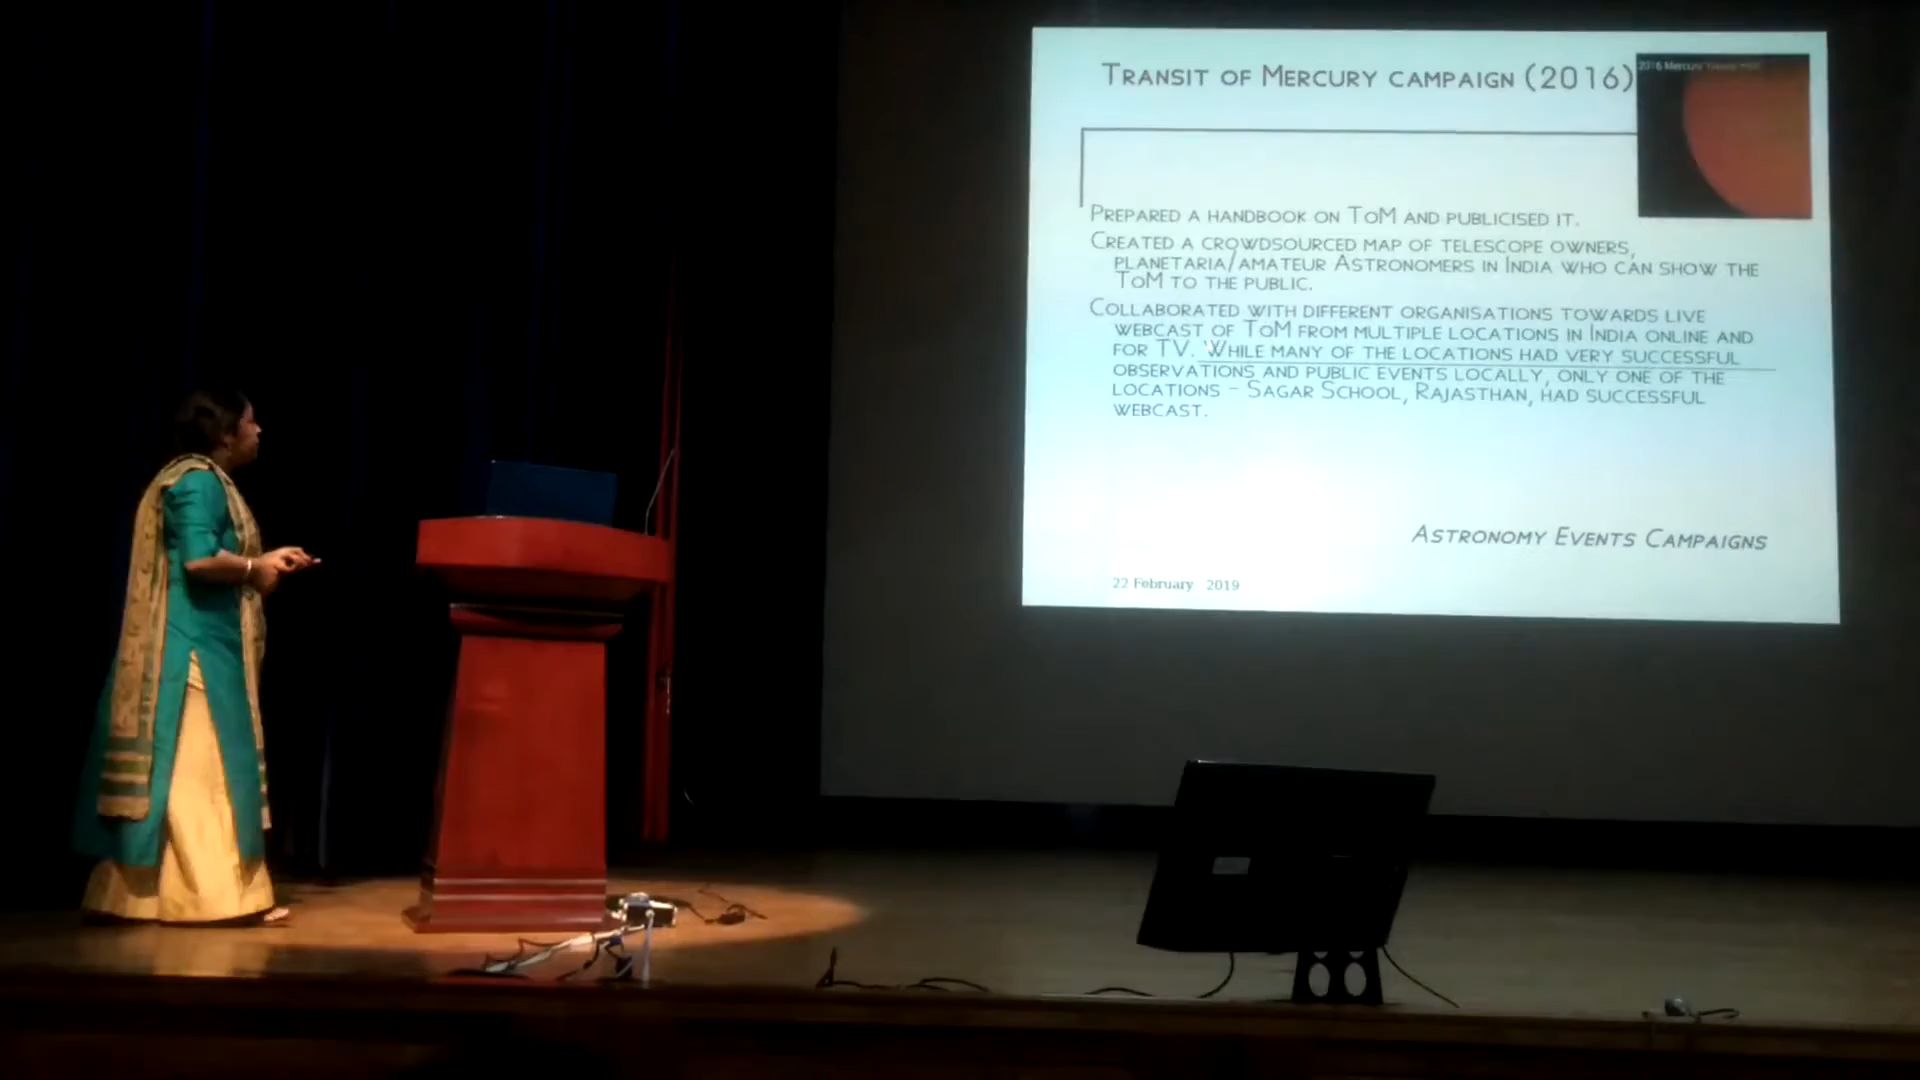 TRANSIT OF MERCURY CAMPAIGN (2016)
2016 Mercury
PREPARED A HANDBOOK ON TOM AND PUBLICISED IT.
CREATED A CROWDSOURCED MAP OF TELESCOPE OWNERS,
PLANETARIA/AMATEUR ASTRONOMERS IN INDIA WHO CAN SHOW THE
TOM TO THE PUBLIC.
COLLABORATED WITH DIFFERENT ORGANISATIONS TOWARDS LIVE
WEBCAST OF TOM FROM MULTIPLE LOCATIONS IN INDIA ONLINE AND
FOR TV. WHILE MANY OF THE LOCATIONS HAD VERY SUCCESSFUL
OBSERVATIONS AND PUBLIC EVENTS LOCALLY, ONLY ONE OF THE
LOCATIONS – SAGAR SCHOOL, RAJASTHAN, HAD SUCCESSFUL
WEBCAST.
ASTRONOMY EVENTS CAMPAIGNS
22 February 2019